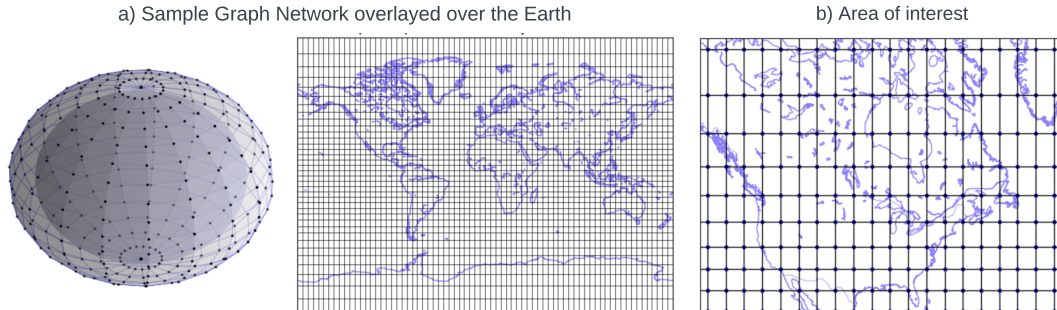 a) Sample Graph Network overlayed over the Earth
b) Area of interest